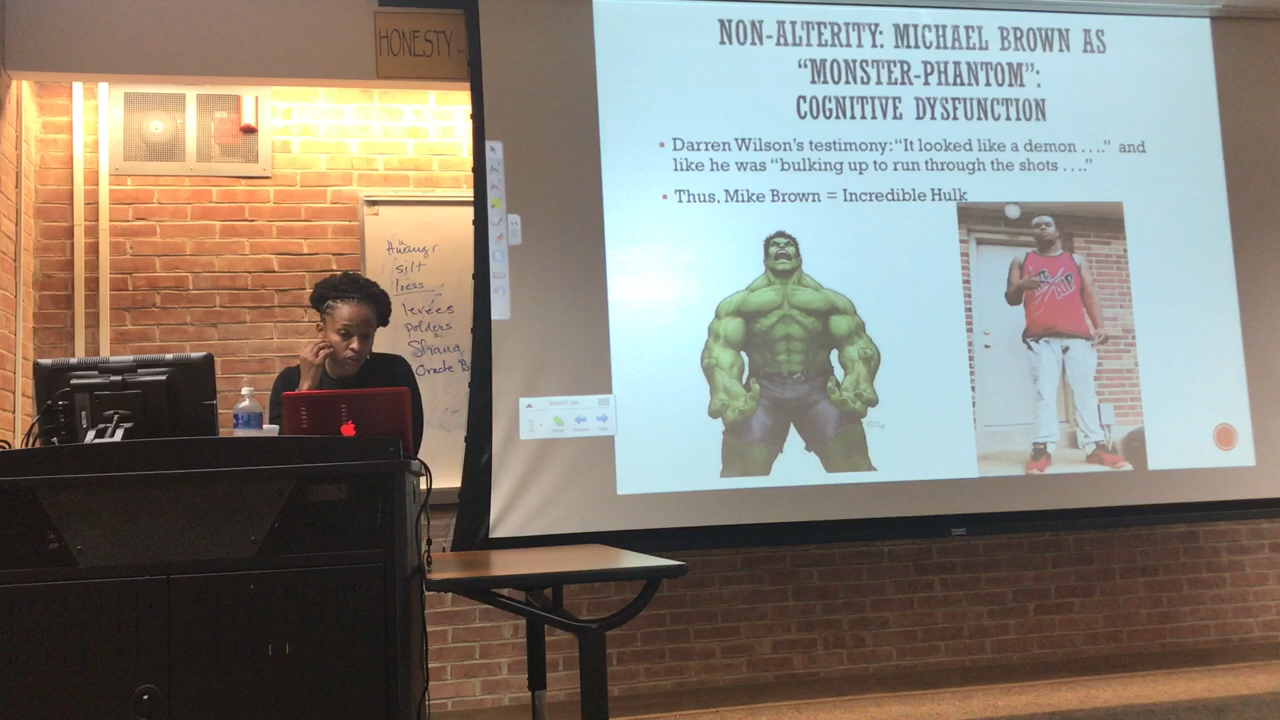 HONESTY
NON-ALTERITY: MICHAEL BROWN AS
“MONSTER-PHANTOM”:
COGNITIVE DYSFUNCTION
▪ Darren Wilson’s testimony:“It looked like a demon . . . .” and
like he was “bulking up to run through the shots . . . .”
▪ Thus, Mike Brown = Incredible Hulk
silt
loess
levees
polders
Oracle B